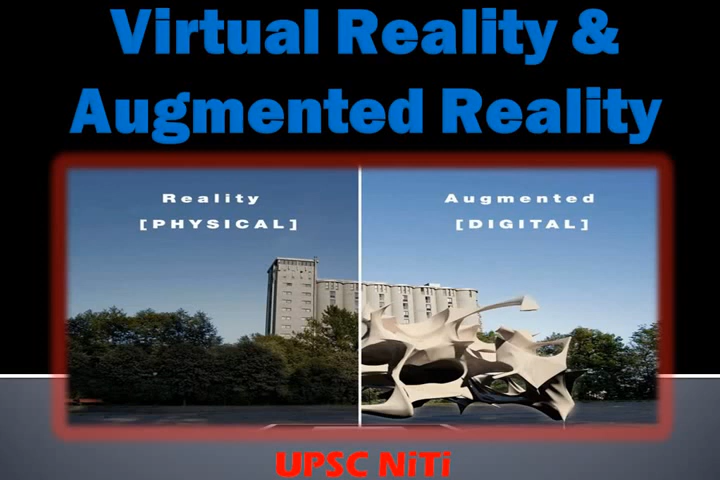 Virtual Reality &
Augmented Reality
Reality
[PHYSICAL]
Augmented
[DIGITAL]
UPSC NiTi